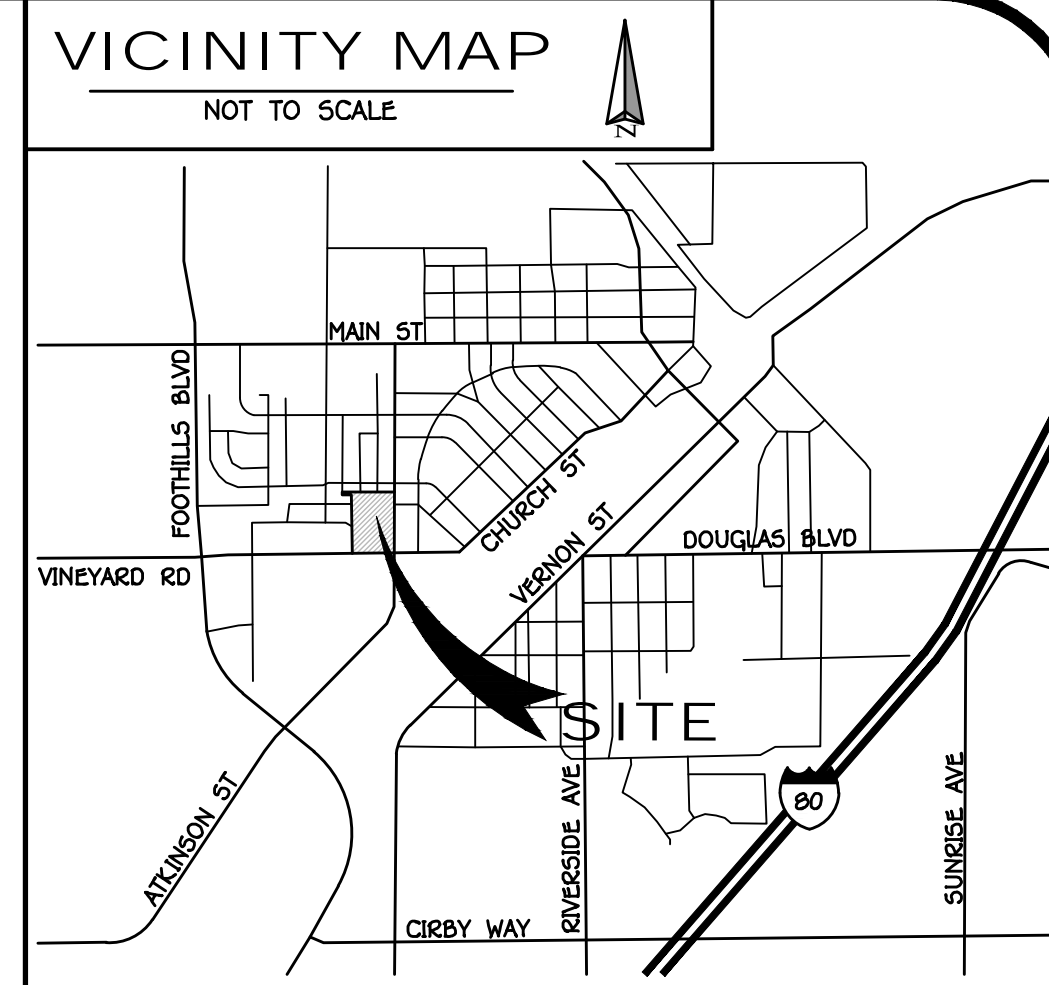 VICINITY MAP
NOT TO SCALE
N
MAIN ST
FOOTHILLS BLVD
CHURCH ST
VERNON ST
DOUGLAS BLVD
VINEYARD RD
SITE
ATKINSON ST
RIVERSIDE AVE
80
SUNRISE AVE
CIRBY WAY